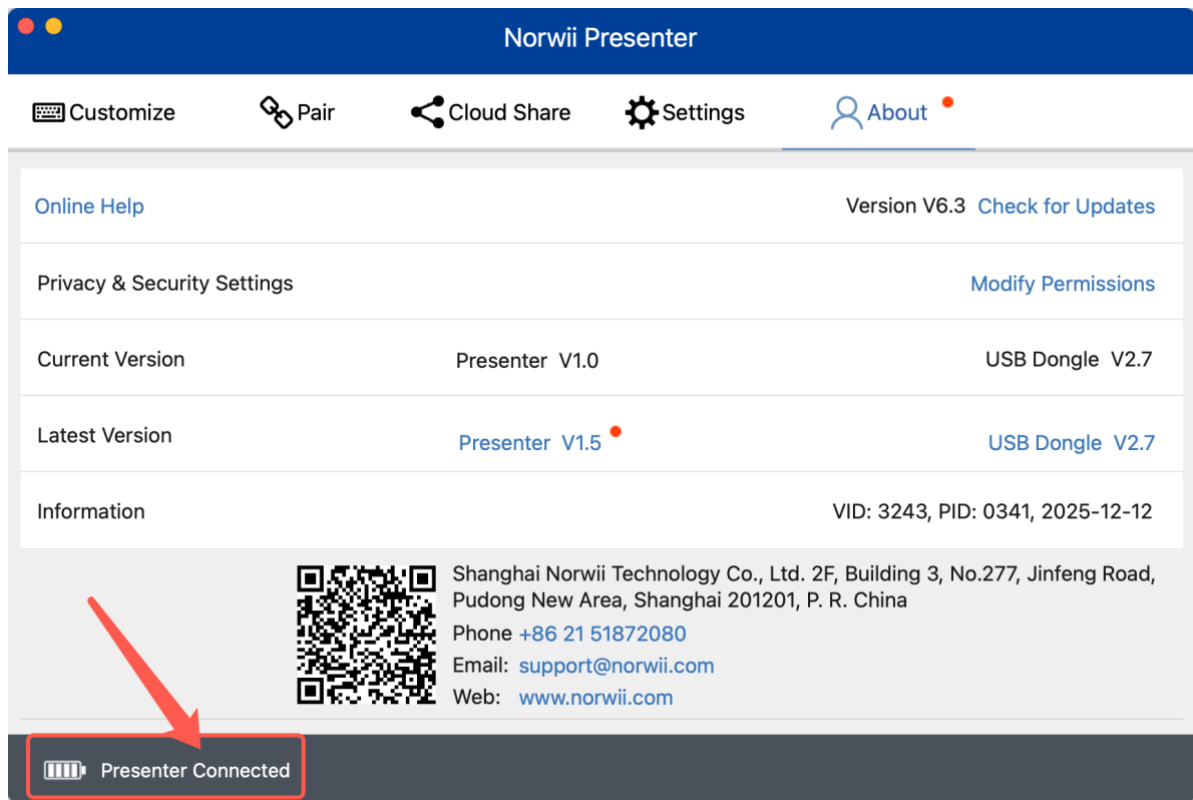 Norwii Presenter
Customize Pair Cloud Share Settings About
Online Help Version V6.3 Check for Updates
Privacy & Security Settings Modify Permissions
Current Version Presenter V1.0 USB Dongle V2.7
Latest Version Presenter V1.5 USB Dongle V2.7
Information VID: 3243, PID: 0341, 2025-12-12
Shanghai Norwii Technology Co., Ltd. 2F, Building 3, No.277, Jinfeng Road,
Pudong New Area, Shanghai 201201, P. R. China
Phone +86 21 51872080
Email: support@norwii.com
Web: www.norwii.com
Presenter Connected